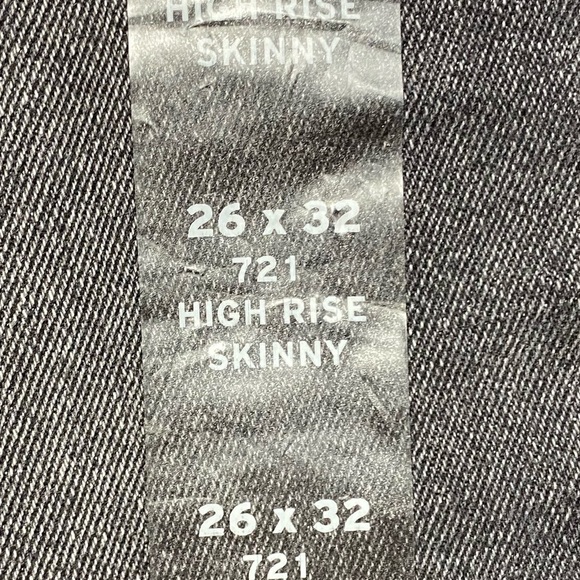 HIGH RISE
SKINNY
26 x 32
721
HIGH RISE
SKINNY
26 x 32
721